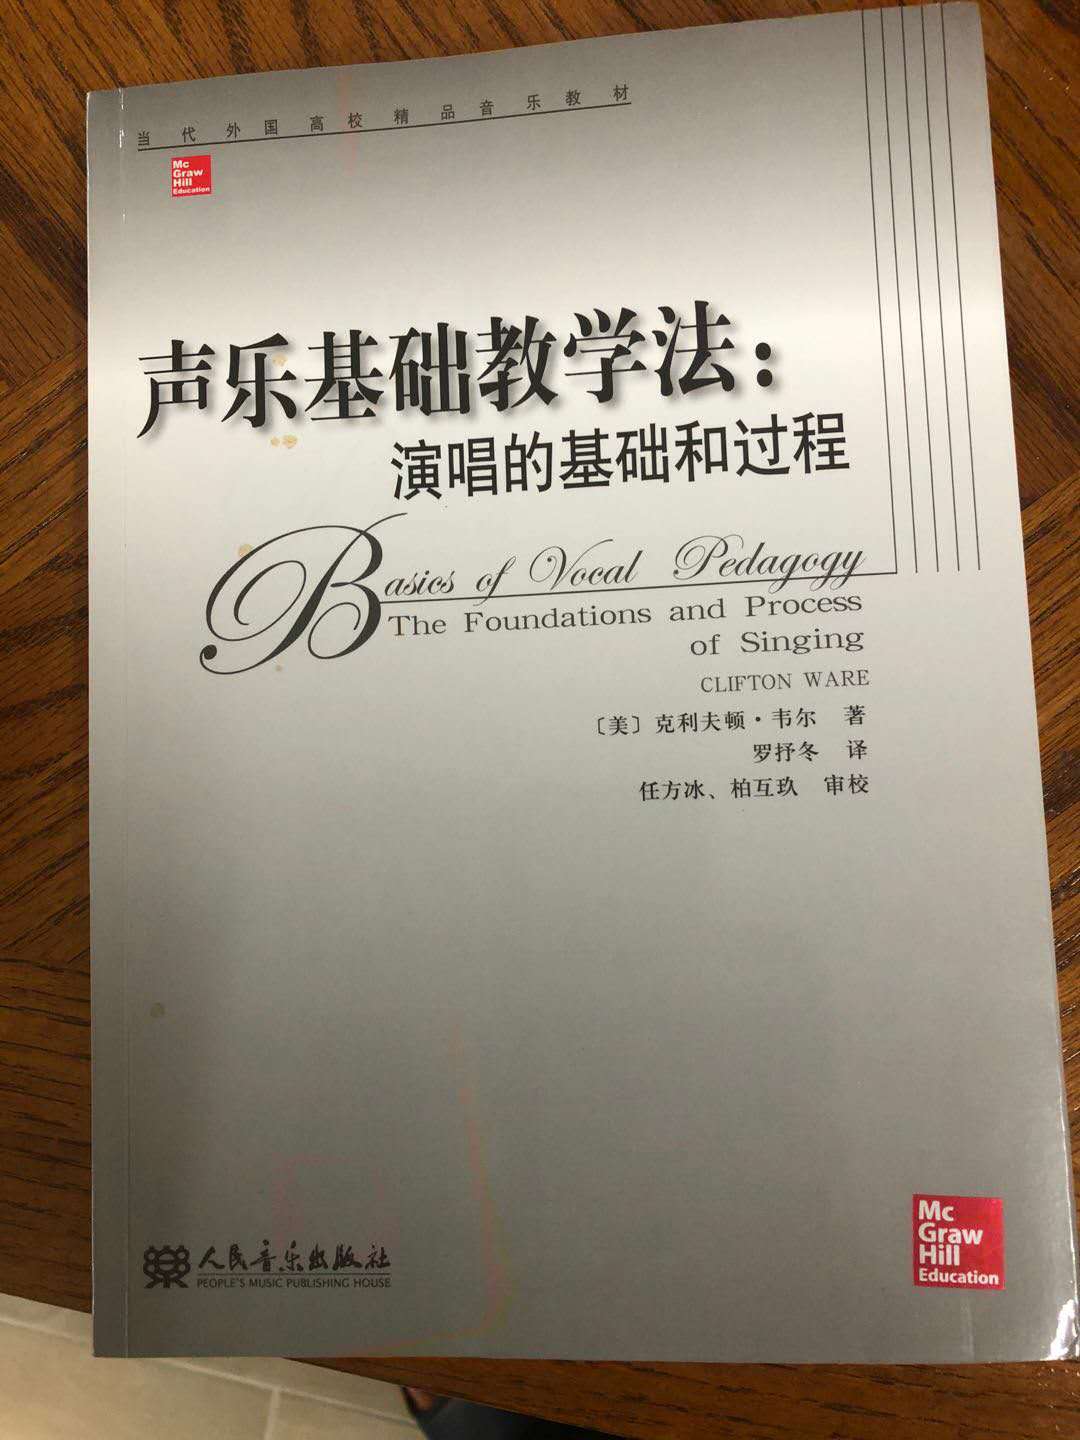 当代外国高校精品音乐教材
Mc
Graw
Hill
Education
声乐基础教学法：
演唱的基础和过程
Basics of Vocal Pedagogy
The Foundations and Process
of Singing
CLIFTON WARE
〔美〕克利夫顿·韦尔 著
罗抒冬 译
任方冰、柏互玖 审校
人民音乐出版社
PEOPLE'S MUSIC PUBLISHING HOUSE
Mc
Graw
Hill
Education